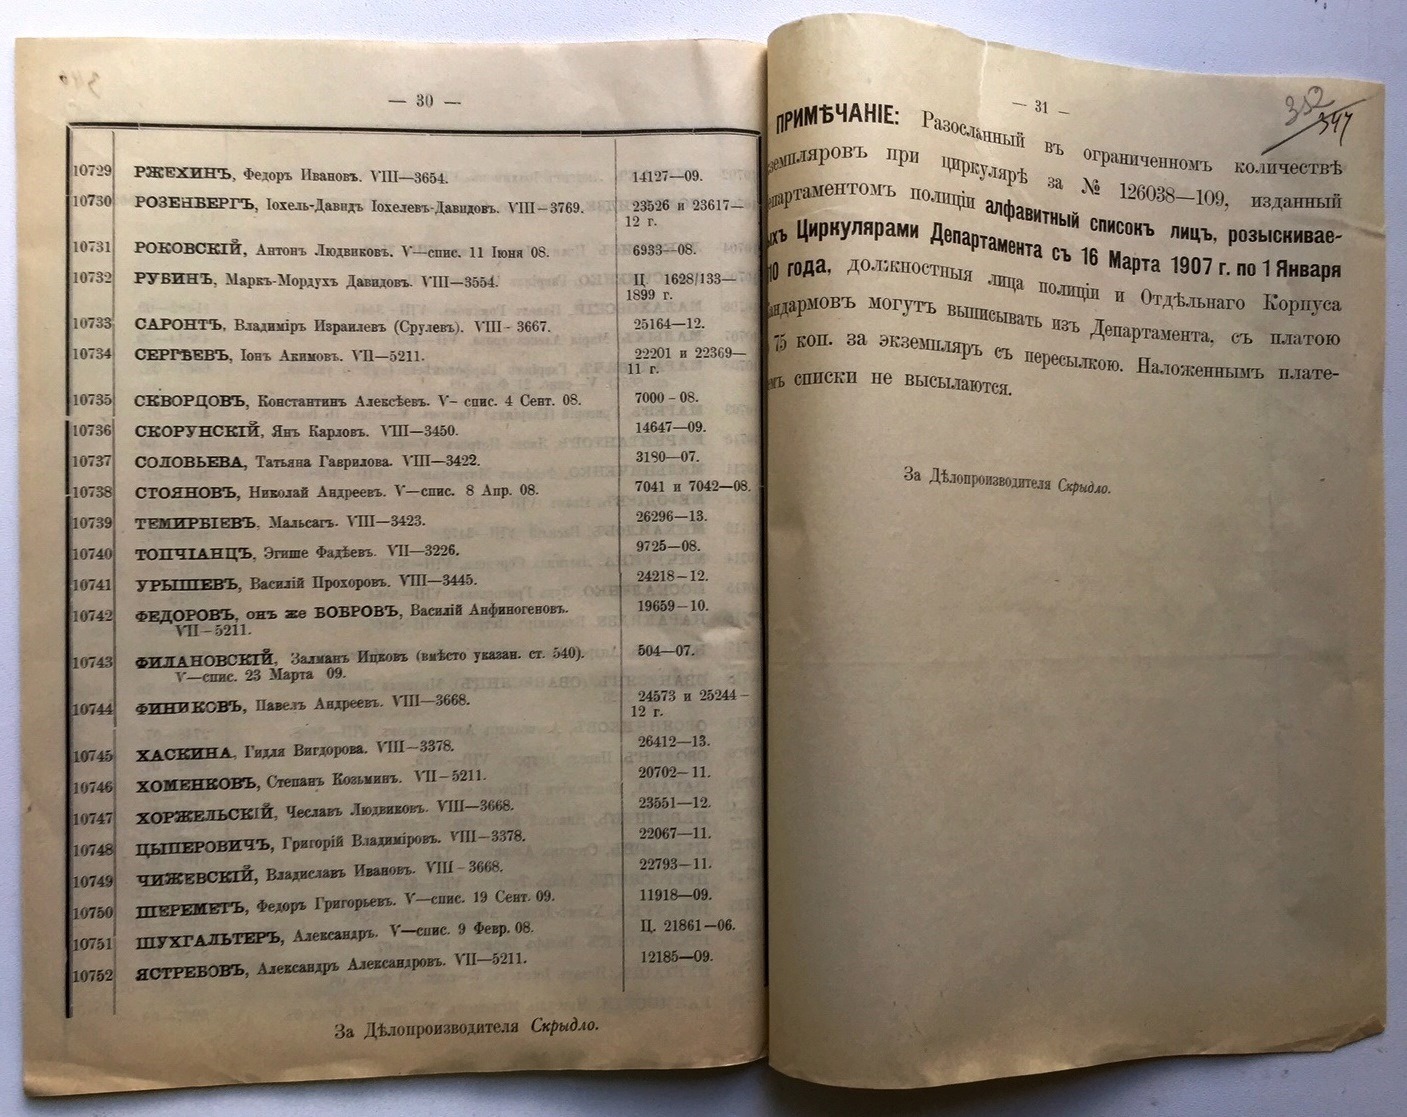 — 30 —
10729 РЖЕХИНЪ, Федоръ Ивановъ. VIII—3654. 14127—09.
10730 РОЗЕНБЕРГЪ, Іохель-Давидъ Іохелевъ-Давидовъ. VIII—3769. 23526 и 23617—
12 г.
10731 РОКОВСКІЙ, Антонъ Людвиковъ. V—спис. 11 Іюня 08. 6933—08.
10732 РУБИНЪ, Маркъ-Мордухъ Давидовъ. VIII—3554. Ц. 1628/133—
1899 г.
10733 САРОНТЪ, Владиміръ Израилевъ (Срулевъ). VIII-3667. 25164—12.
10734 СЕРГѢЕВЪ, Іонъ Акимовъ. VII—5211. 22201 и 22369—
11 г.
10735 СКВОРЦОВЪ, Константинъ Алексѣевъ. V— спис. 4 Сент. 08. 7000-08.
10736 СКОРУНСКІЙ, Янъ Карловъ. VIII—3450. 14647—09.
10737 СОЛОВЬЕВА, Татьяна Гаврилова. VIII—3422. 3180—07.
10738 СТОЯНОВЪ, Николай Андреевъ. V—спис. 8 Апр. 08. 7041 и 7042—08.
10739 ТЕМИРБІЕВЪ, Мальсагъ. VIII—3423. 26296—13.
10740 ТОПЧІАНЦЪ, Эгише Фадѣевъ. VII—3226. 9725—08.
10741 УРЫШЕВЪ, Василій Прохоровъ. VIII—3445. 24218—12.
10742 ФЕДОРОВЪ, онъ же БОБРОВЪ, Василій Анфиногеновъ. 19659—10.
VII—5211.
10743 ФИЛАНОВСКІЙ, Залманъ Ицковъ (вмѣсто указан. ст. 540). 504—07.
V—спис. 23 Марта 09.
10744 ФИНИКОВЪ, Павелъ Андреевъ. VIII—3668. 24573 и 25244—
12 г.
10745 ХАСКИНА, Гидля Вигдорова. VIII—3378. 26412—13.
10746 ХОМЕНКОВЪ, Степанъ Козьминъ. VII—5211. 20702—11.
10747 ХОРЖЕЛЬСКІЙ, Чеславъ Людвиковъ. VIII—3668. 23551—12.
10748 ЦЫПЕРОВИЧЪ, Григорій Владиміровъ. VIII—3378. 22067—11.
10749 ЧИЖЕВСКІЙ, Владиславъ Ивановъ. VIII-3668. 22793—11.
10750 ШЕРЕМЕТЪ, Федоръ Григорьевъ. V—спис. 19 Сент. 09. 11918—09.
10751 ШУХГАЛЬТЕРЪ, Александръ. V—спис. 9 Февр. 08. Ц. 21861—06.
10752 ЯСТРЕБОВЪ, Александръ Александровъ. VII—5211. 12185—09.
За Дѣлопроизводителя Скрыдло.
— 31 —
352
347
ПРИМѢЧАНІЕ: Разосланный въ ограниченномъ количествѣ
земпляровъ при циркулярѣ за № 126038—109, изданный
епартаментомъ полиціи алфавитный списокъ лицъ, розыскивае-
ыхъ Циркулярами Департамента съ 16 Марта 1907 г. по 1 Января
10 года, должностныя лица полиціи и Отдѣльнаго Корпуса
андармовъ могутъ выписывать изъ Департамента, съ платою
75 коп. за экземпляръ съ пересылкою. Наложеннымъ плате-
емъ списки не высылаются.
За Дѣлопроизводителя Скрыдло.